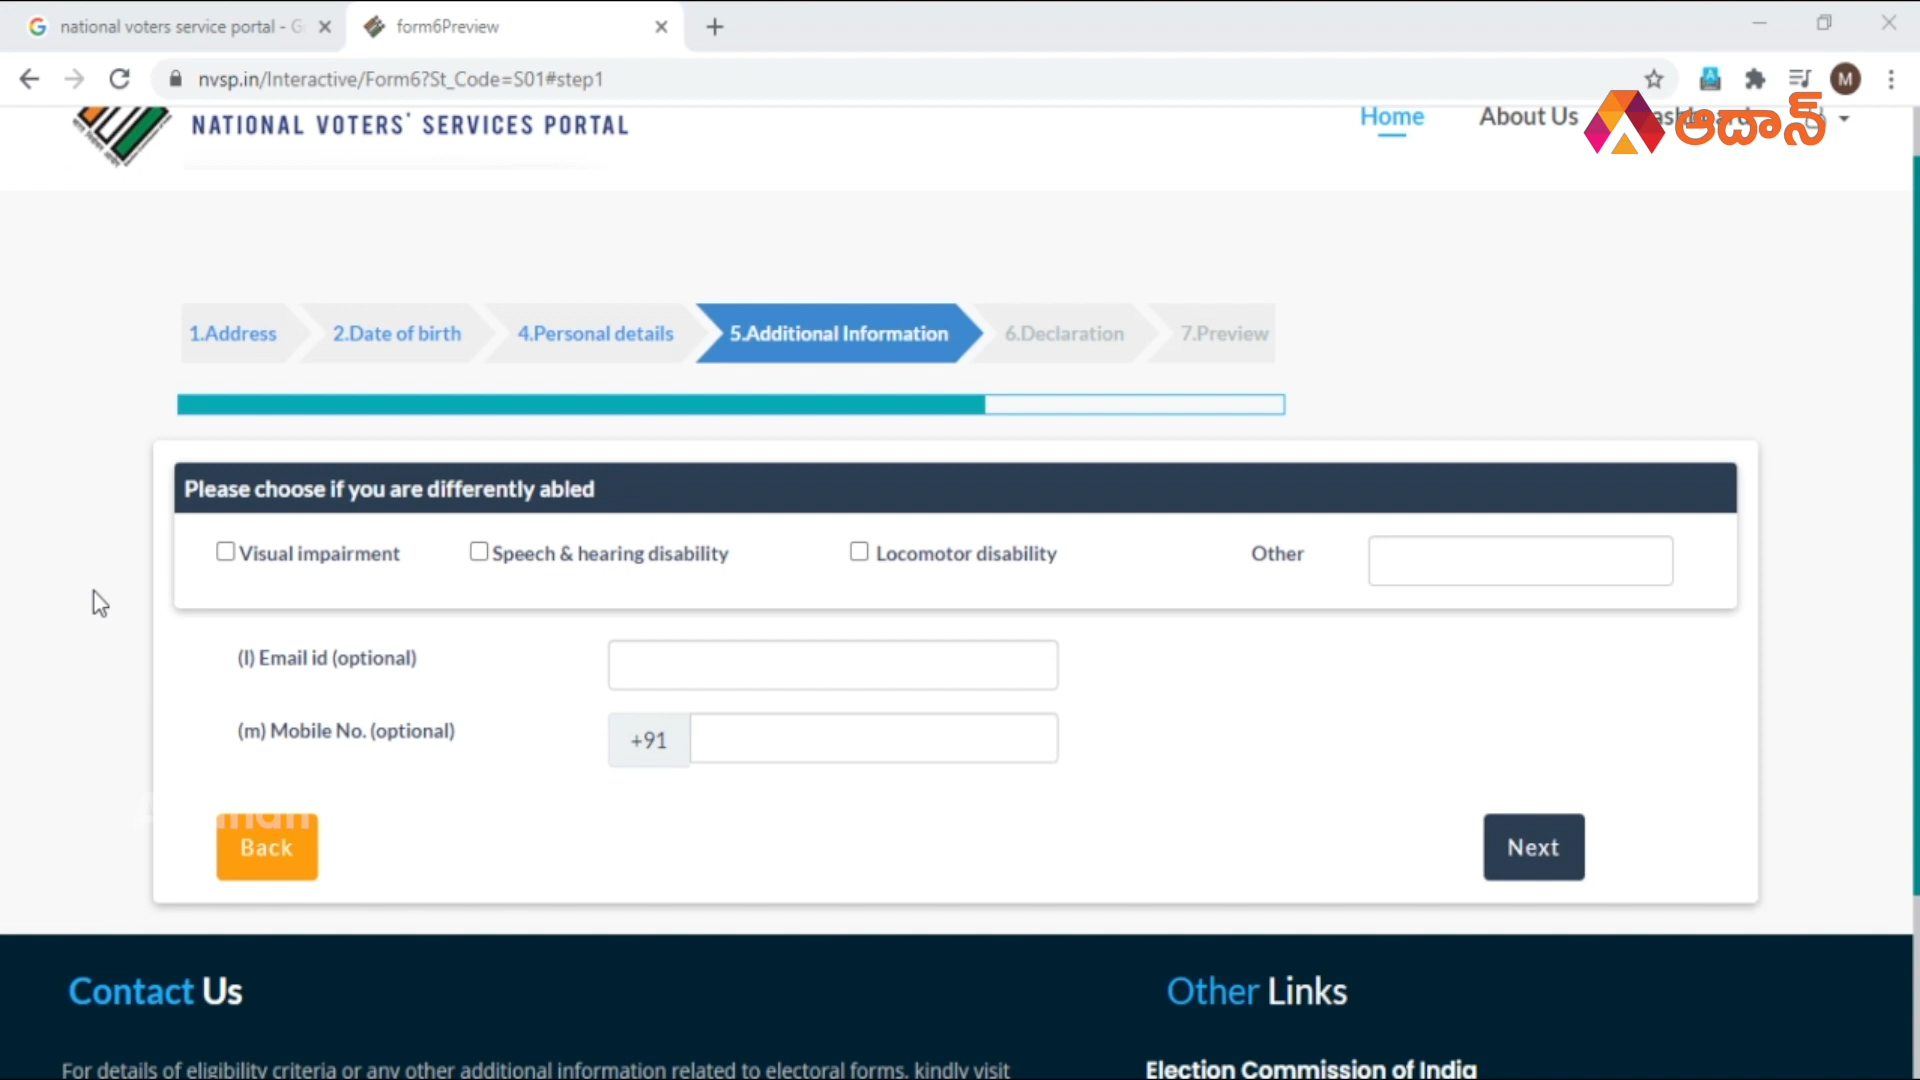 national voters service portal - G
form6Preview
nvsp.in/Interactive/Form6?St_Code=S01#step1
M
NATIONAL VOTERS' SERVICES PORTAL
Home
About Us
ఆదాన్
1.Address
2.Date of birth
4.Personal details
5.Additional Information
6.Declaration
7.Preview
Please choose if you are differently abled
Visual impairment
Speech & hearing disability
Locomotor disability
Other
(l) Email id (optional)
(m) Mobile No. (optional)
+91
Back
Next
Contact Us
Other Links
For details of eligibility criteria or any other additional information related to electoral forms, kindly visit
Election Commission of India